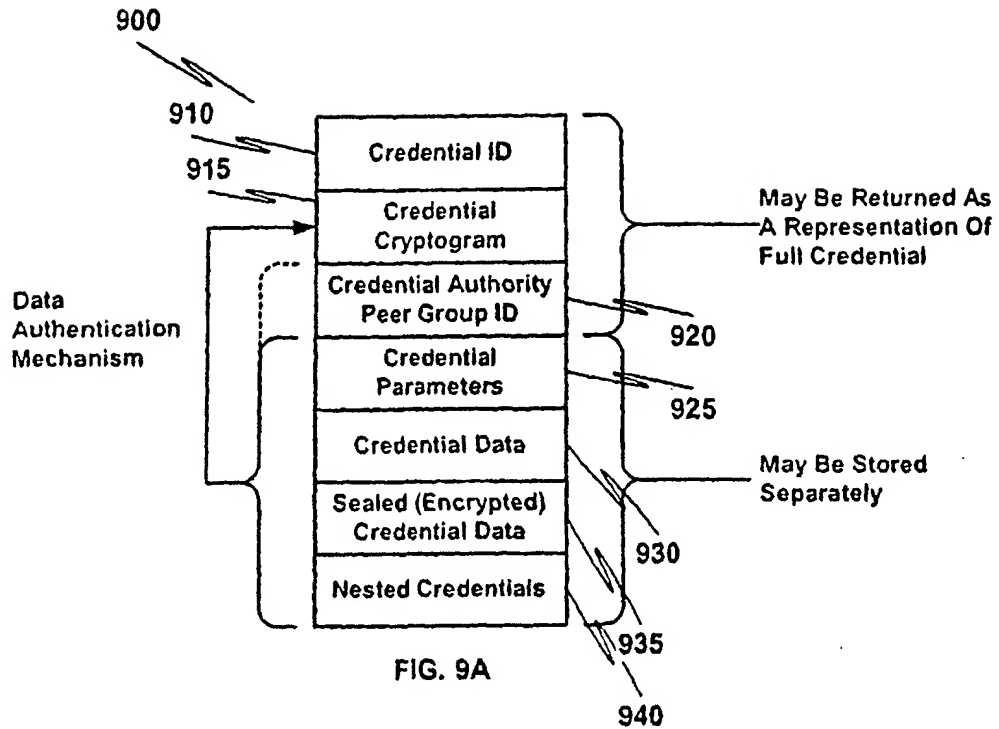 900
910
Credential ID
915
Credential
Cryptogram
May Be Returned As
A Representation Of
Full Credential
Data
Authentication
Mechanism
Credential Authority
Peer Group ID
920
Credential
Parameters
925
Credential Data
930
May Be Stored
Separately
Sealed (Encrypted)
Credential Data
935
Nested Credentials
940
FIG. 9A